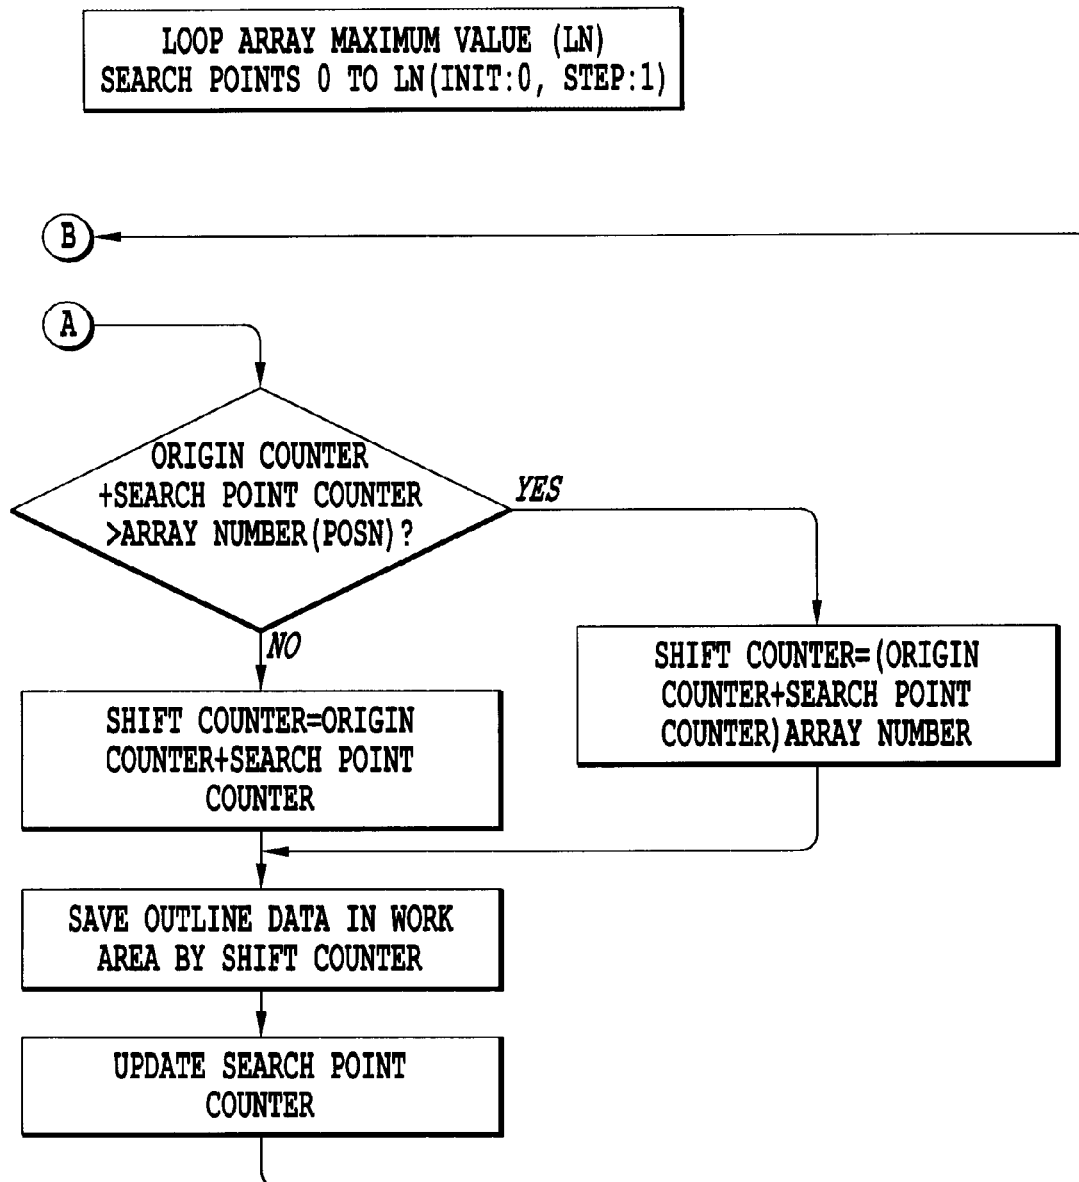 LOOP ARRAY MAXIMUM VALUE (LN)
SEARCH POINTS 0 TO LN(INIT:0, STEP:1)
B
A
ORIGIN COUNTER
+SEARCH POINT COUNTER
>ARRAY NUMBER(POSN)?
YES
NO
SHIFT COUNTER=(ORIGIN
COUNTER+SEARCH POINT
COUNTER)ARRAY NUMBER
SHIFT COUNTER=ORIGIN
COUNTER+SEARCH POINT
COUNTER
SAVE OUTLINE DATA IN WORK
AREA BY SHIFT COUNTER
UPDATE SEARCH POINT
COUNTER